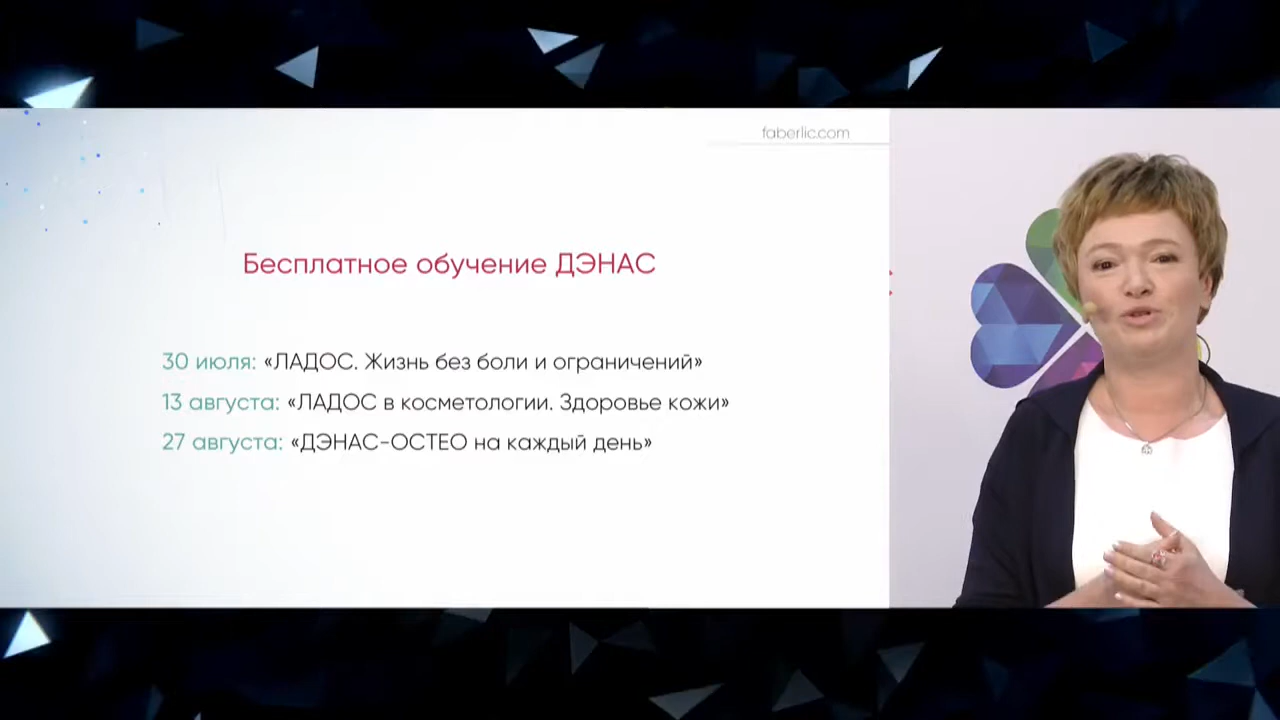 faberlic.com
Бесплатное обучение ДЭНАС
30 июля: «ЛАДОС. Жизнь без боли и ограничений»
13 августа: «ЛАДОС в косметологии. Здоровье кожи»
27 августа: «ДЭНАС-ОСТЕО на каждый день»